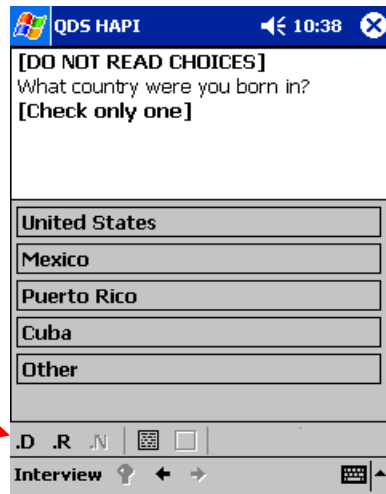 QDS HAPI 10:38
[DO NOT READ CHOICES]
What country were you born in?
[Check only one]
United States
Mexico
Puerto Rico
Cuba
Other
.D .R .N
Interview